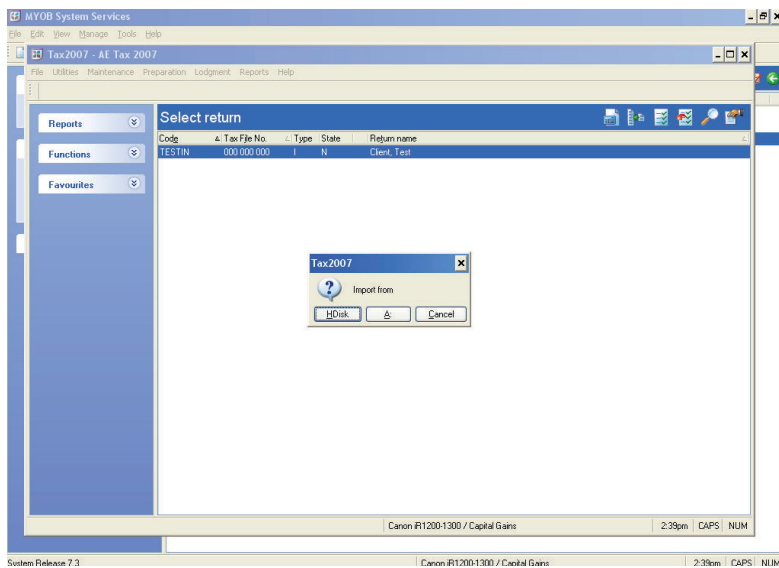 MYOB System Services
File Edit View Manage Tools Help
Tax2007 - AE Tax 2007
File Utilities Maintenance Preparation Lodgment Reports Help
Reports
Functions
Favourites
Select return
Code Tax File No. Type State Return name
TESTIN 000 000 000 I N Client, Test
Tax2007
Import from
HDisk A: Cancel
Canon iR1200-1300 / Capital Gains 2:39pm CAPS NUM
System Release 7.3 Canon iR1200-1300 / Capital Gains 2:39pm CAPS NUM